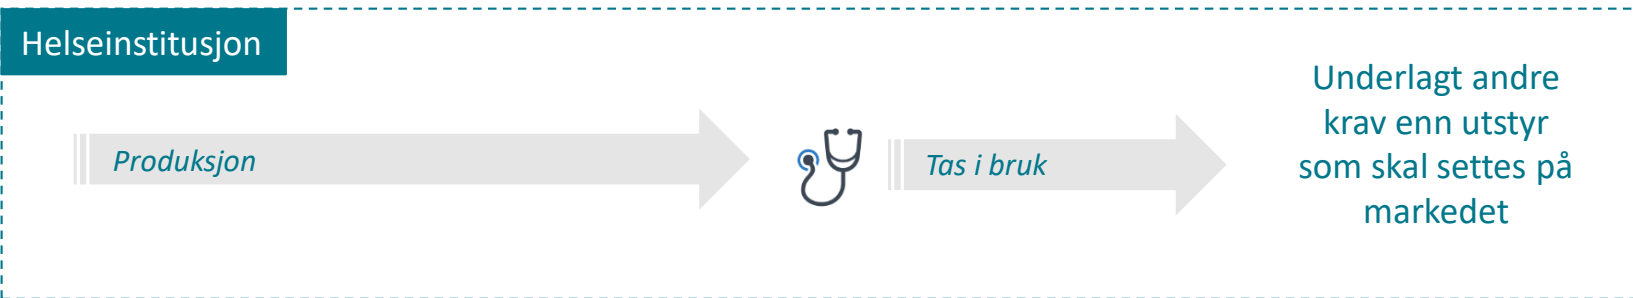 Helseinstitusjon
Produksjon
Tas i bruk
Underlagt andre
krav enn utstyr
som skal settes på
markedet